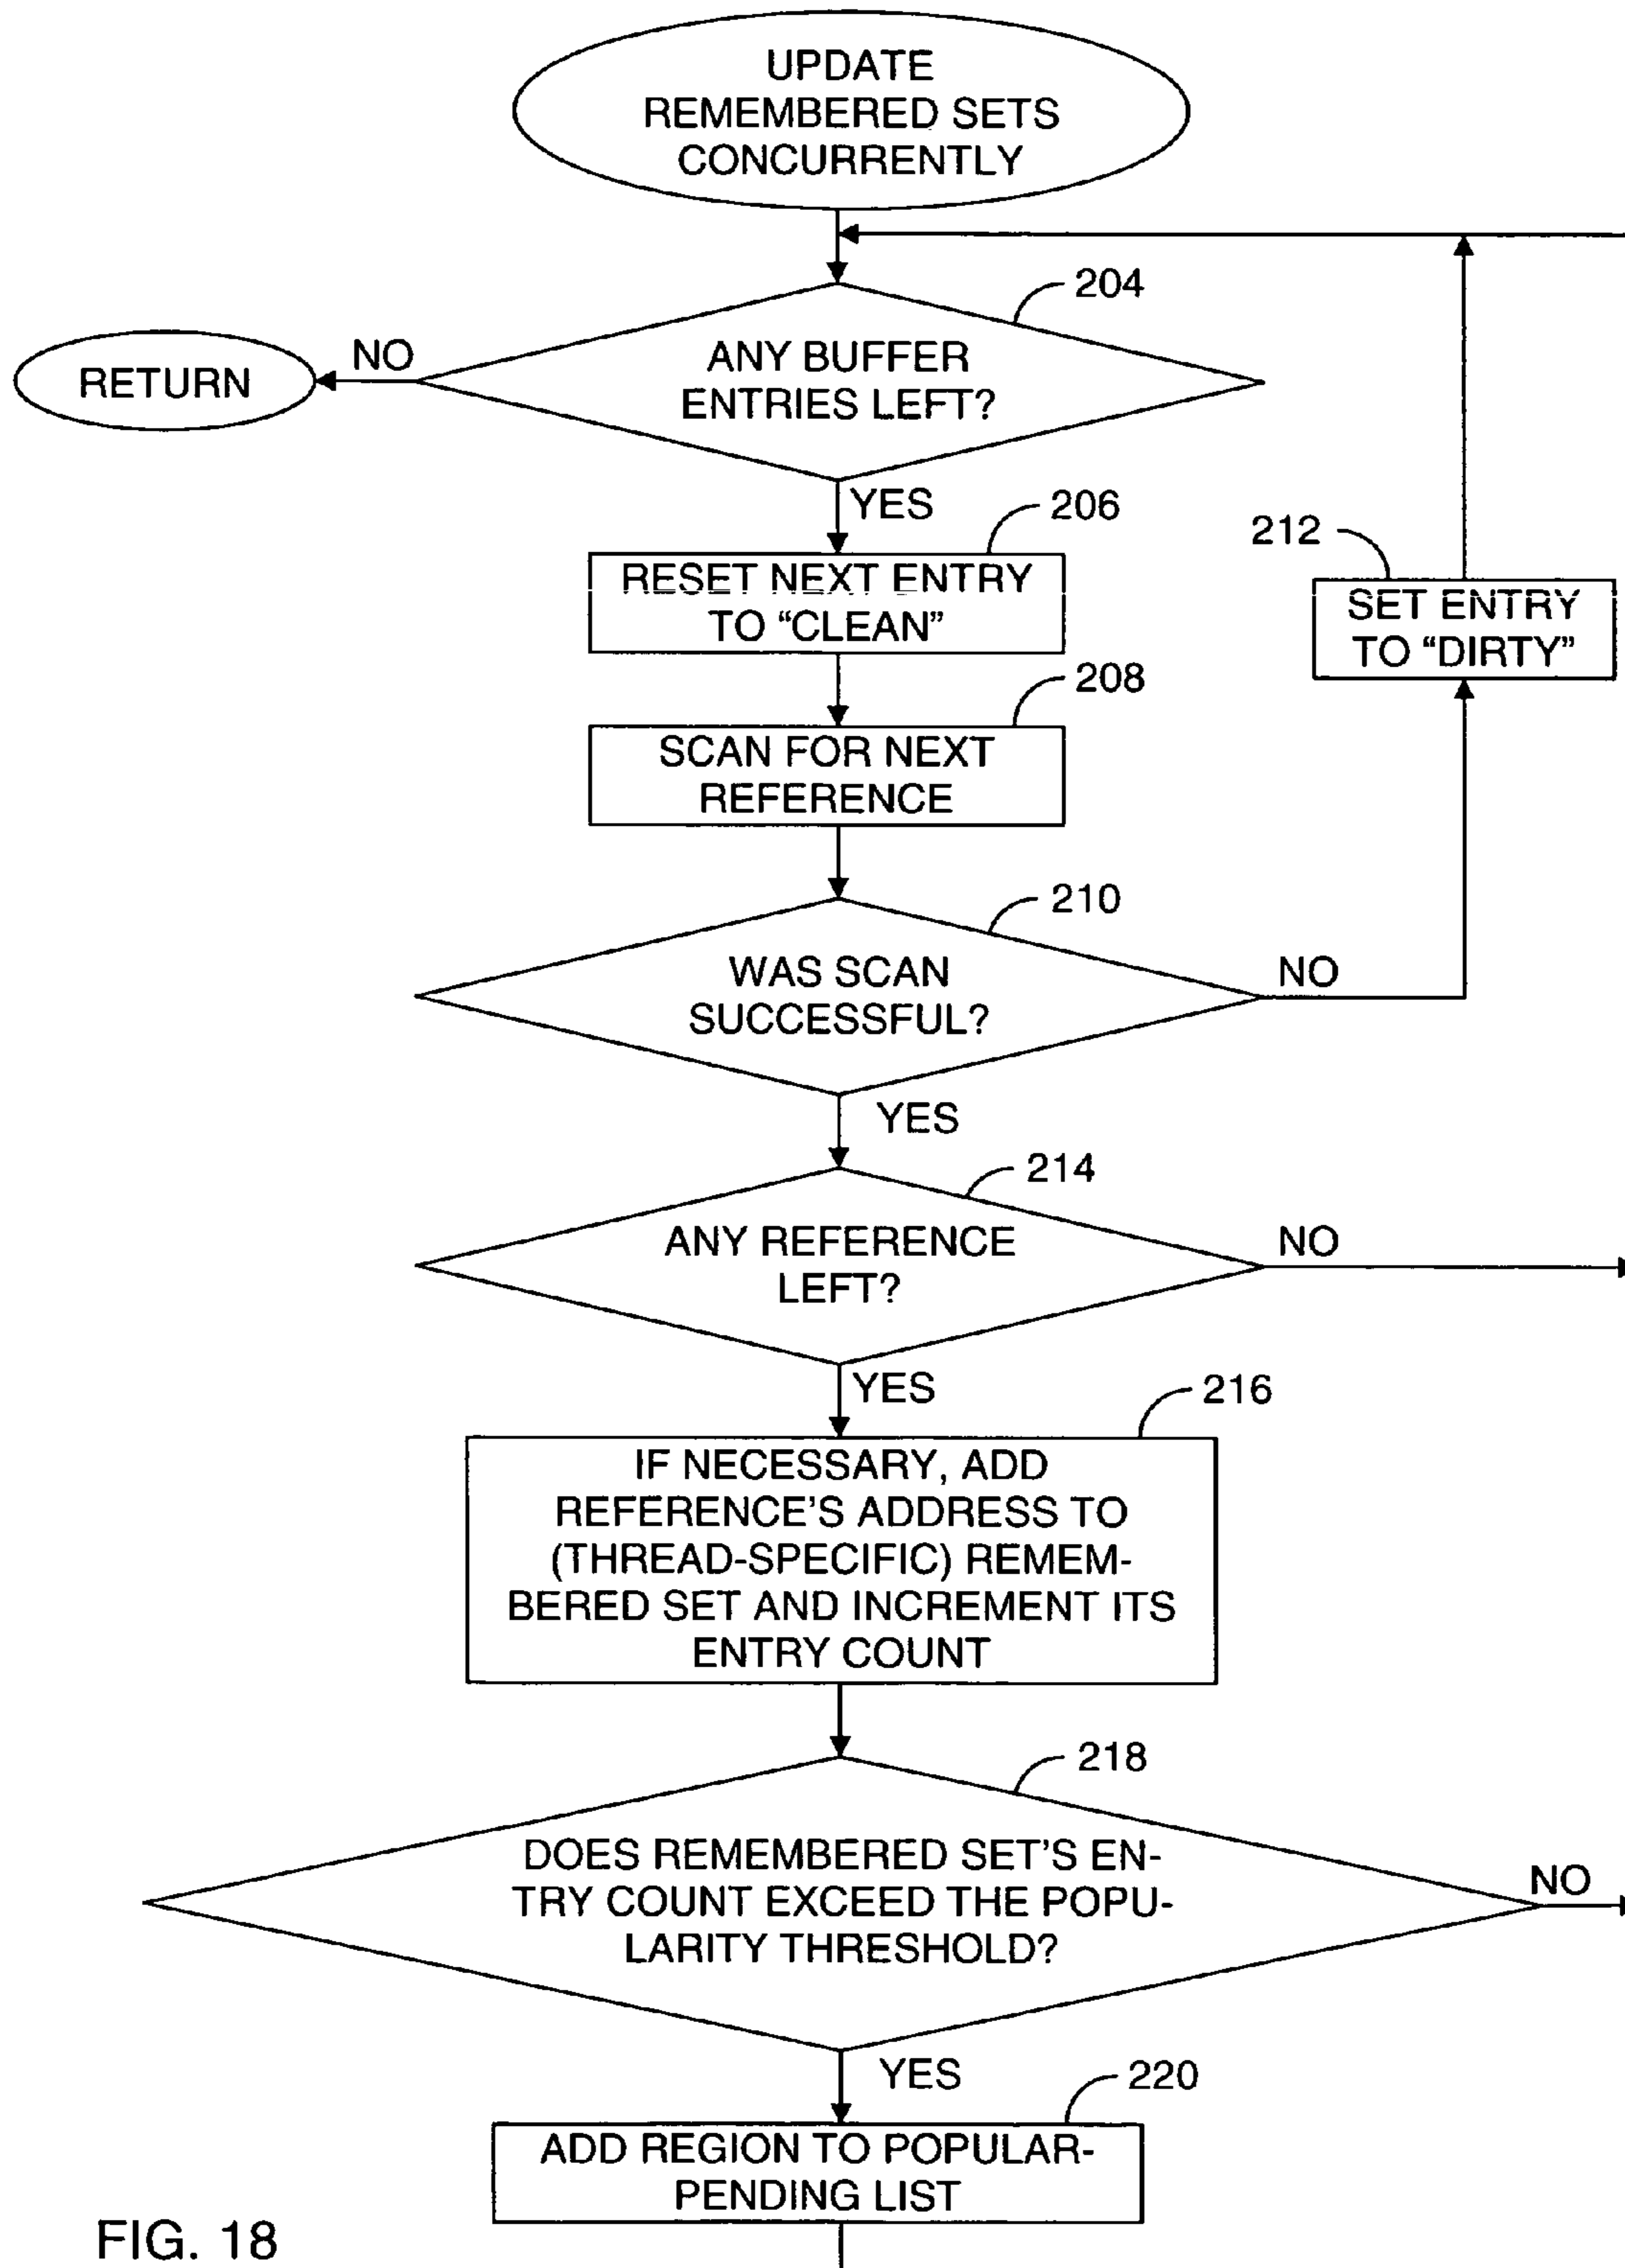 UPDATE
REMEMBERED SETS
CONCURRENTLY
204
NO
RETURN
ANY BUFFER
ENTRIES LEFT?
YES
206
RESET NEXT ENTRY
TO “CLEAN”
212
SET ENTRY
TO “DIRTY”
208
SCAN FOR NEXT
REFERENCE
210
WAS SCAN
SUCCESSFUL?
NO
YES
214
ANY REFERENCE
LEFT?
NO
YES
216
IF NECESSARY, ADD
REFERENCE’S ADDRESS TO
(THREAD-SPECIFIC) REMEM-
BERED SET AND INCREMENT ITS
ENTRY COUNT
218
DOES REMEMBERED SET’S EN-
TRY COUNT EXCEED THE POPU-
LARITY THRESHOLD?
NO
YES
220
ADD REGION TO POPULAR-
PENDING LIST
FIG. 18